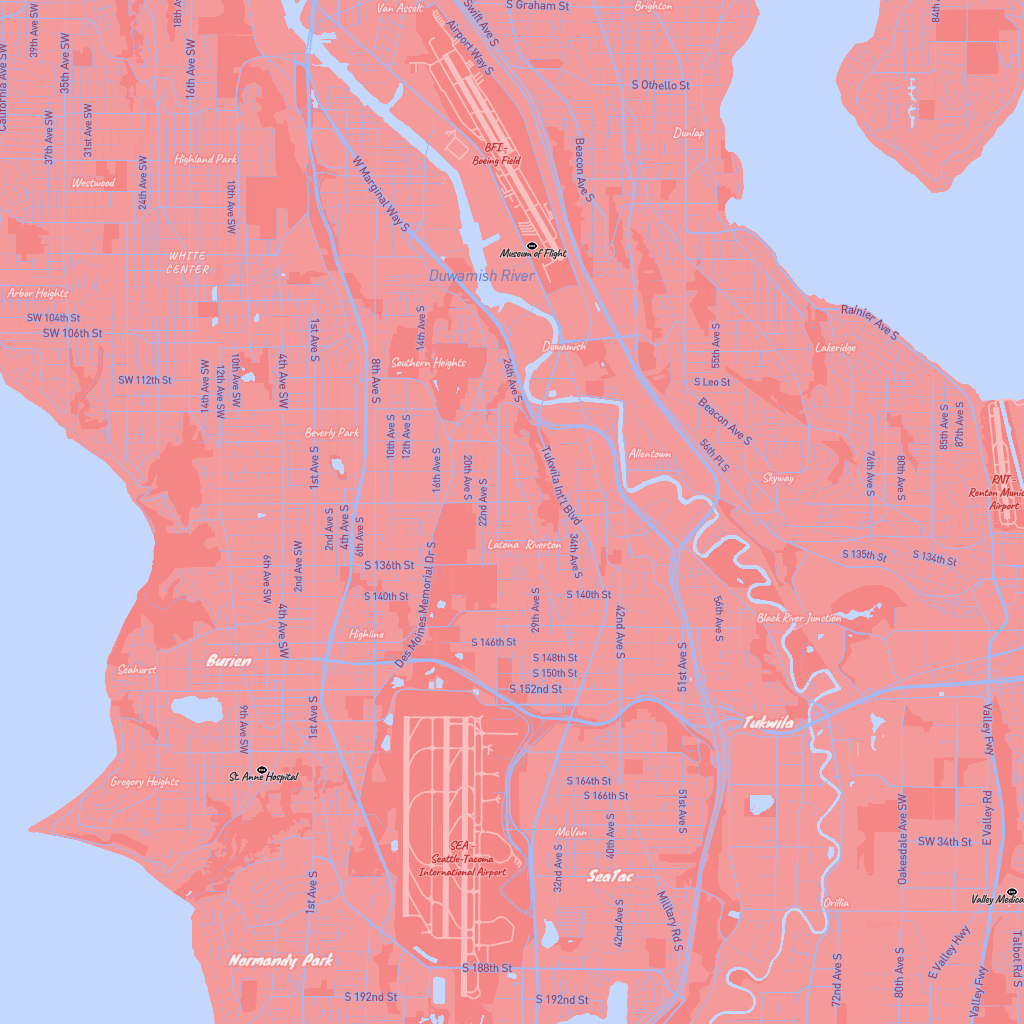 Van Asselt
Swift Ave S
S Graham St
Brighton
84th Ave S
39th Ave SW
35th Ave SW
18th Ave SW
16th Ave SW
Airport Way S
S Othello St
California Ave SW
37th Ave SW
31st Ave SW
24th Ave SW
Highland Park
Westwood
10th Ave SW
W Marginal Way S
BFI -
Boeing Field
Beacon Ave S
Dunlap
Museum of Flight
WHITE
CENTER
Duwamish River
Arbor Heights
SW 104th St
SW 106th St
Rainier Ave S
14th Ave S
1st Ave S
Southern Heights
Duwamish
55th Ave S
Lakeridge
SW 112th St
14th Ave SW
12th Ave SW
10th Ave SW
4th Ave SW
8th Ave S
26th Ave S
S Leo St
Beacon Ave S
85th Ave S
87th Ave S
Beverly Park
10th Ave S
12th Ave S
1st Ave S
16th Ave S
20th Ave S
22nd Ave S
Tukwila Int'l Blvd
Allentown
56th Pl S
Skyway
76th Ave S
80th Ave S
RNT -
Renton Munic
Airport
2nd Ave S
4th Ave S
6th Ave S
Latona
Riverton
34th Ave S
S 135th St
S 134th St
6th Ave SW
2nd Ave SW
S 136th St
S 140th St
Des Moines Memorial Dr S
S 140th St
29th Ave S
42nd Ave S
56th Ave S
Black River Junction
4th Ave SW
Highline
S 146th St
S 148th St
S 150th St
S 152nd St
51st Ave S
Burien
Seahurst
9th Ave SW
1st Ave S
Tukwila
Valley Fwy
St. Anne Hospital
Gregory Heights
S 164th St
S 166th St
51st Ave S
McVan
40th Ave S
32nd Ave S
Oakesdale Ave SW
SW 34th St
E Valley Rd
SEA -
Seattle-Tacoma
International Airport
SeaTac
1st Ave S
42nd Ave S
Military Rd S
Orillia
Valley Medica
Normandy Park
S 188th St
72nd Ave S
80th Ave S
E Valley Hwy
Valley Fwy
Talbot Rd S
S 192nd St
S 192nd St